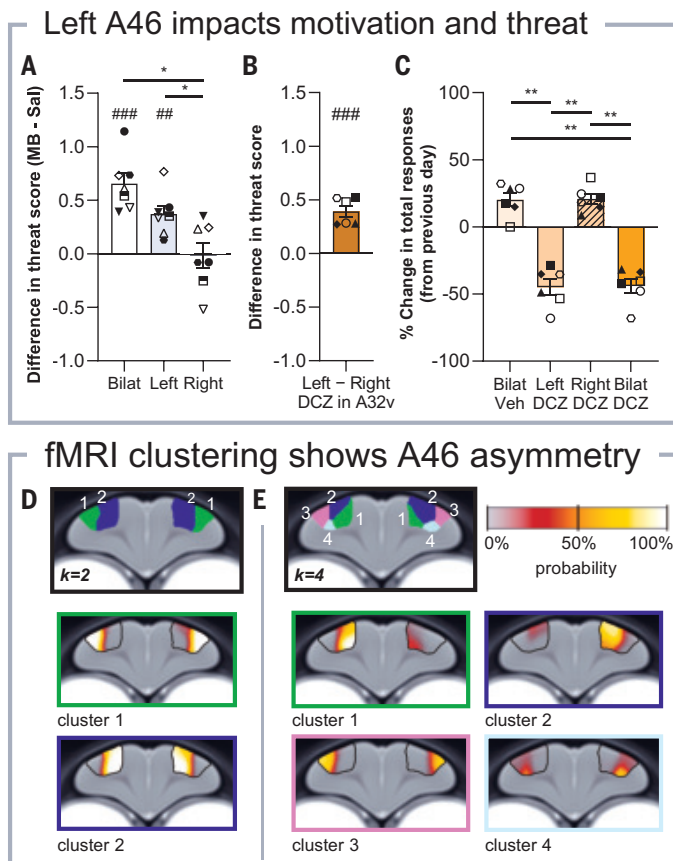 Left A46 impacts motivation and threat
A
B
C
Difference in threat score (MB - Sal)
1.5
1.0
0.5
0.0
-0.5
-1.0
###
##
*
*
Bilat Left Right
Difference in threat score
1.5
1.0
0.5
0.0
-0.5
-1.0
###
Left – Right
DCZ in A32v
% Change in total responses
(from previous day)
100
50
0
-50
-100
**
**
**
**
Bilat Left Right Bilat
Veh DCZ DCZ DCZ
fMRI clustering shows A46 asymmetry
D
1 2 2 1
k=2
cluster 1
cluster 2
E
3 2 1 4 1 2 3 4
k=4
0% 50% 100%
probability
cluster 1
cluster 2
cluster 3
cluster 4